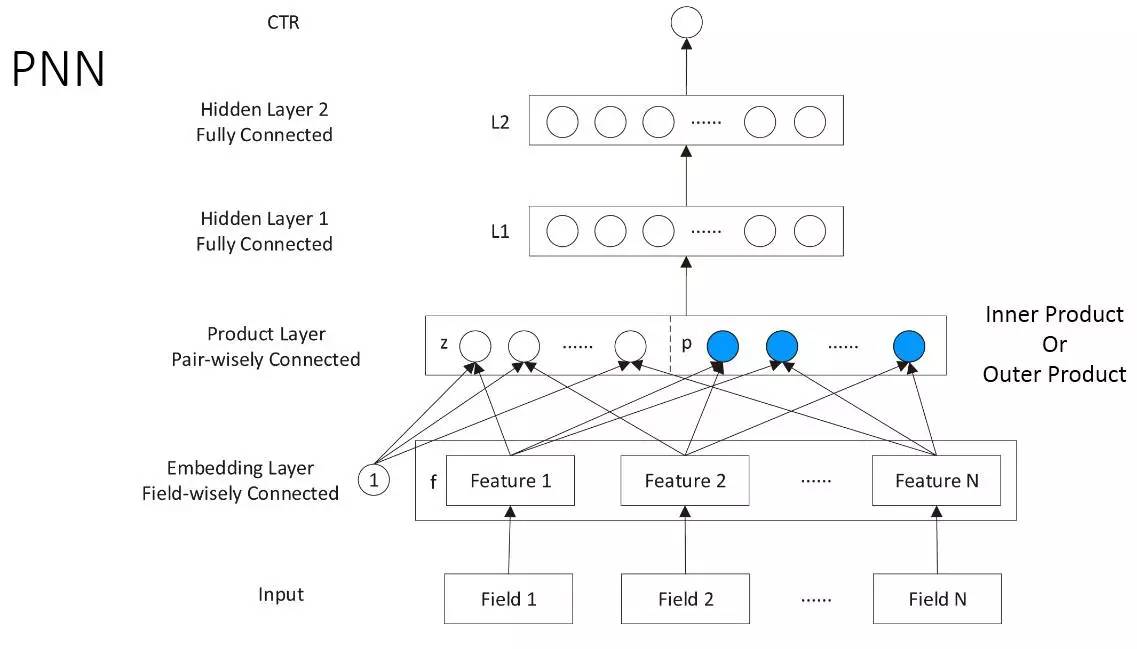 CTR
PNN
Hidden Layer 2
Fully Connected
L2
......
Hidden Layer 1
Fully Connected
L1
......
Product Layer
Pair-wisely Connected
z
......
p
......
Inner Product
Or
Outer Product
Embedding Layer
Field-wisely Connected
1
f
Feature 1
Feature 2
......
Feature N
Input
Field 1
Field 2
......
Field N